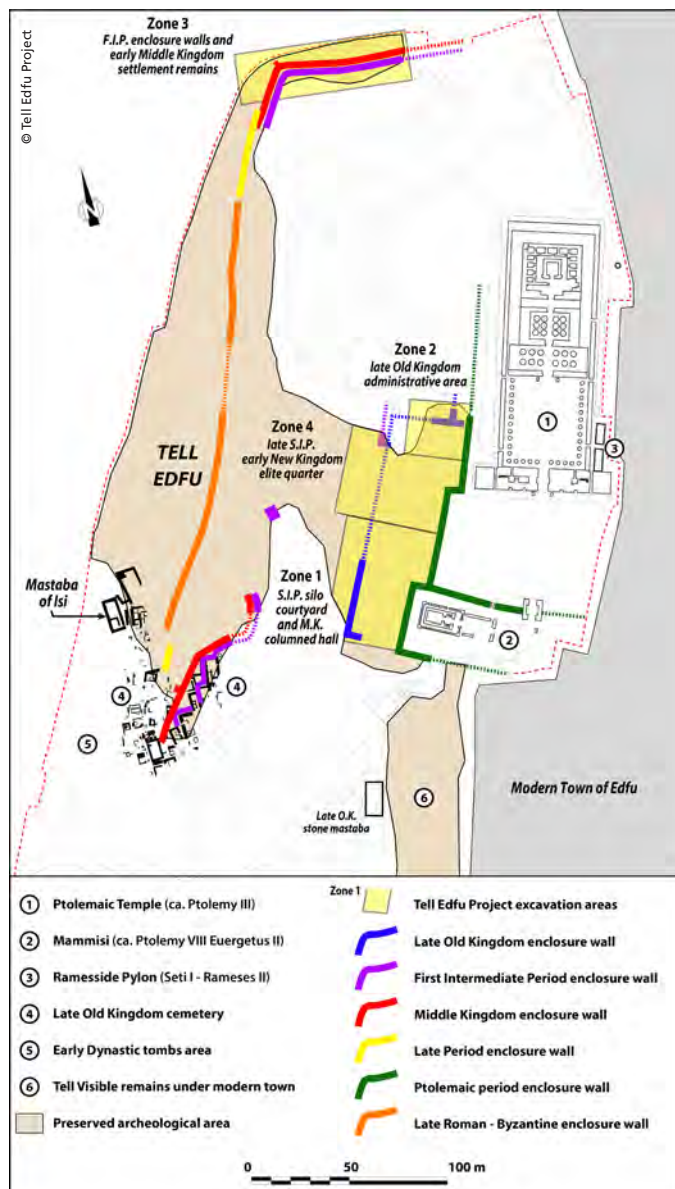 © Tell Edfu Project
Zone 3
F.I.P. enclosure walls and
early Middle Kingdom
settlement remains
N
Zone 2
late Old Kingdom
administrative area
1
3
Zone 4
late S.I.P.
early New Kingdom
elite quarter
TELL
EDFU
Mastaba
of Isi
Zone 1
S.I.P. silo
courtyard
and M.K.
columned hall
2
4
4
5
6
Late O.K.
stone mastaba
Modern Town of Edfu
1 Ptolemaic Temple (ca. Ptolemy III)
2 Mammisi (ca. Ptolemy VIII Euergetus II)
3 Ramesside Pylon (Seti I - Rameses II)
4 Late Old Kingdom cemetery
5 Early Dynastic tombs area
6 Tell Visible remains under modern town
Preserved archeological area
Zone 1 Tell Edfu Project excavation areas
Late Old Kingdom enclosure wall
First Intermediate Period enclosure wall
Middle Kingdom enclosure wall
Late Period enclosure wall
Ptolemaic period enclosure wall
Late Roman - Byzantine enclosure wall
0 50 100 m